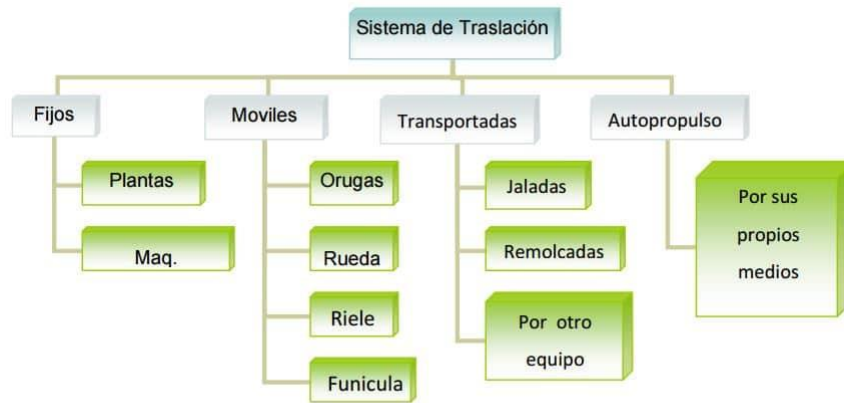 Sistema de Traslación
Fijos
Moviles
Transportadas
Autopropulso
Plantas
Maq.
Orugas
Rueda
Riele
Funicula
Jaladas
Remolcadas
Por otro
equipo
Por sus
propios
medios